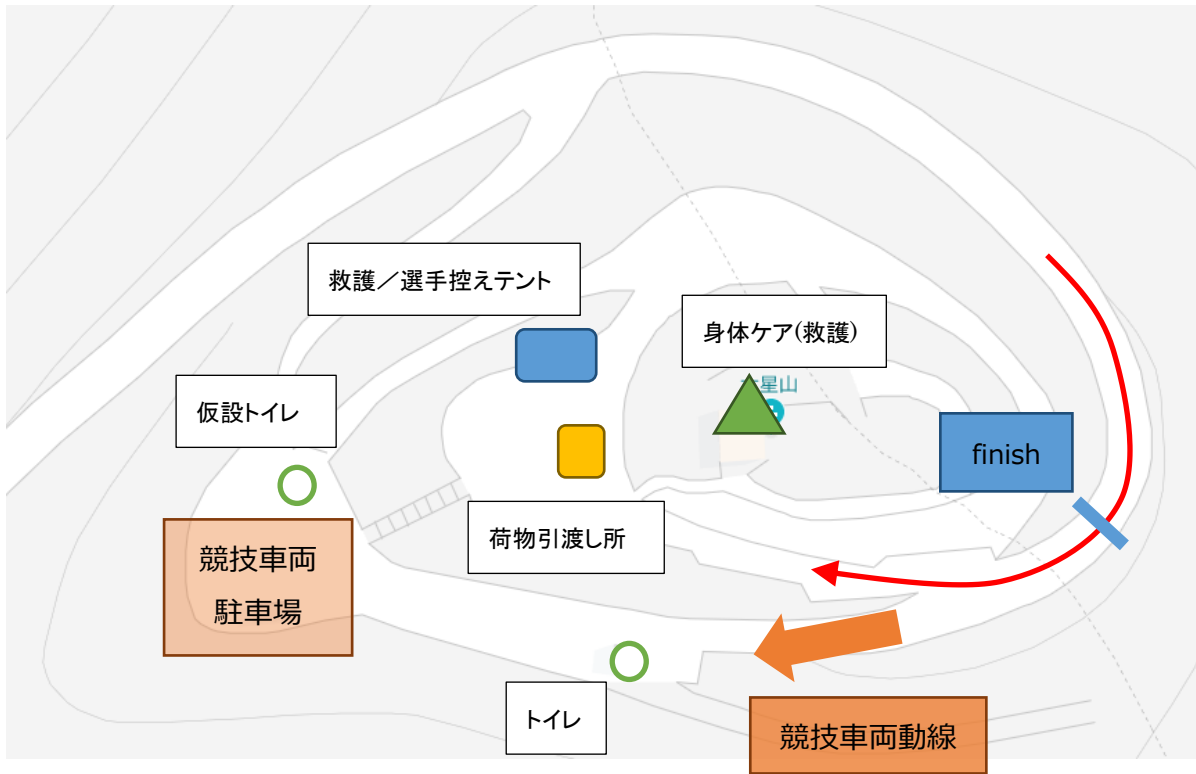 救護／選手控えテント
身体ケア(救護)
星山
仮設トイレ
finish
荷物引渡し所
競技車両
駐車場
トイレ
競技車両動線